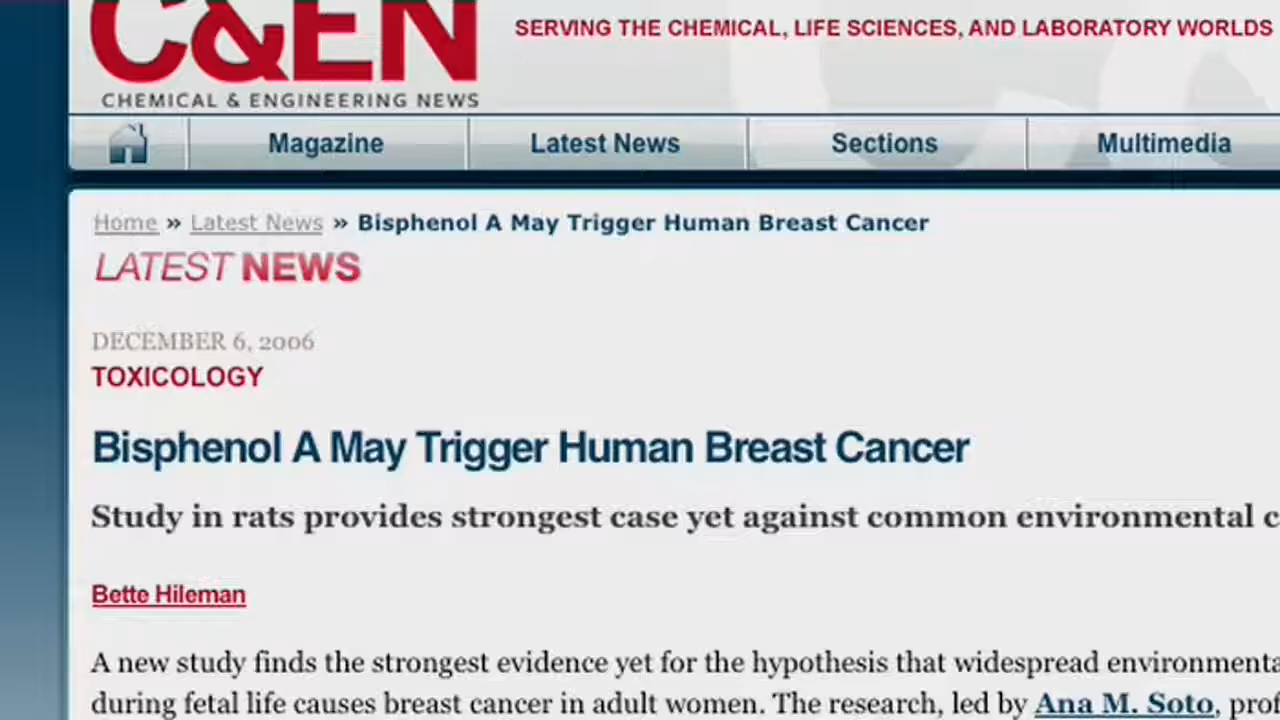 C&EN
SERVING THE CHEMICAL, LIFE SCIENCES, AND LABORATORY WORLDS
CHEMICAL & ENGINEERING NEWS
Magazine
Latest News
Sections
Multimedia
Home » Latest News » Bisphenol A May Trigger Human Breast Cancer
LATEST NEWS
DECEMBER 6, 2006
TOXICOLOGY
Bisphenol A May Trigger Human Breast Cancer
Study in rats provides strongest case yet against common environmental
Bette Hileman
A new study finds the strongest evidence yet for the hypothesis that widespread
during fetal life causes breast cancer in adult women. The research, led by Ana M. Soto,